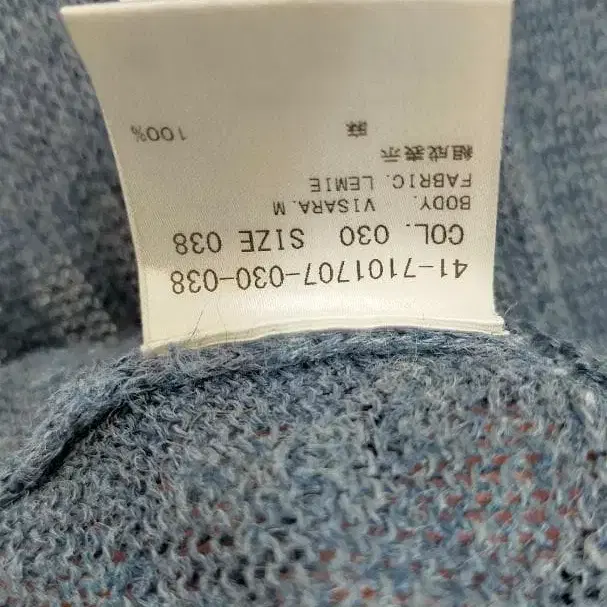 41-7101707-030-038
COL. 030 SIZE 038
BODY. VISARA.M
FABRIC. LEMIE
組成表示
麻 100%